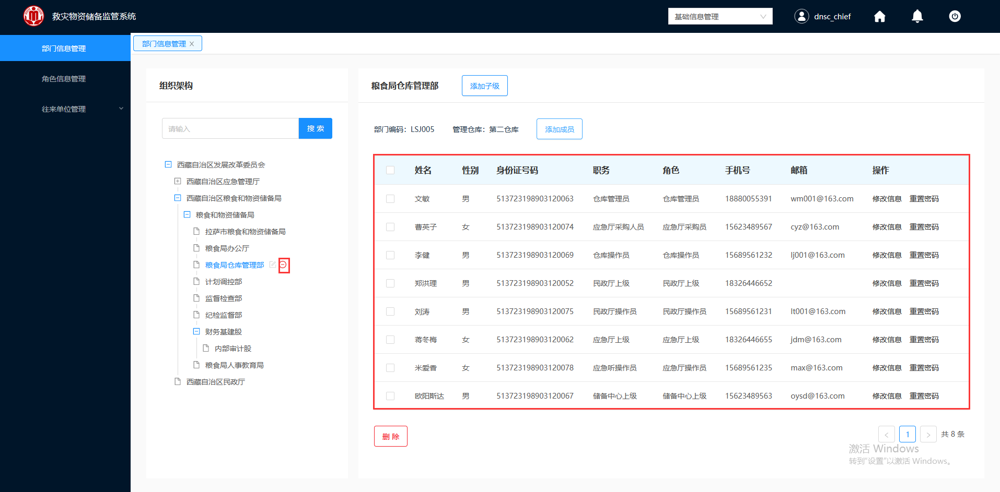 救灾物资储备监管系统
基础信息管理
dnsc_chief
部门信息管理
角色信息管理
往来单位管理
部门信息管理
组织架构
请输入
搜 索
西藏自治区发展改革委员会
西藏自治区应急管理厅
西藏自治区粮食和物资储备局
粮食和物资储备局
拉萨市粮食和物资储备局
粮食局办公厅
粮食局仓库管理部
计划调控部
监督检查部
纪检监督部
财务基建股
内部审计股
粮食局人事教育局
西藏自治区民政厅
粮食局仓库管理部 添加子级
部门编码：LSJ005 管理仓库：第二仓库 添加成员
姓名 性别 身份证号码 职务 角色 手机号 邮箱 操作
文敏 男 513723198903120063 仓库管理员 仓库管理员 18880055391 wm001@163.com 修改信息 重置密码
曹英子 女 513723198903120074 应急厅采购人员 应急厅采购员 15623489567 cyz@163.com 修改信息 重置密码
李健 男 513723198903120069 仓库操作员 仓库操作员 15689561232 lj001@163.com 修改信息 重置密码
郑洪理 男 513723198903120052 民政厅上级 民政厅上级 18326446652 修改信息 重置密码
刘涛 男 513723198903120075 民政厅操作员 民政厅操作员 15689561231 lt001@163.com 修改信息 重置密码
蒋冬梅 女 513723198903120062 应急厅上级 应急厅上级 18326446655 jdm@163.com 修改信息 重置密码
米爱香 女 513723198903120078 应急听操作员 应急厅操作员 15689561235 max@163.com 修改信息 重置密码
欧阳斯达 男 513723198903120067 储备中心上级 储备中心上级 15623489563 oysd@163.com 修改信息 重置密码
删 除
1 共 8 条
激活 Windows
转到“设置”以激活 Windows。